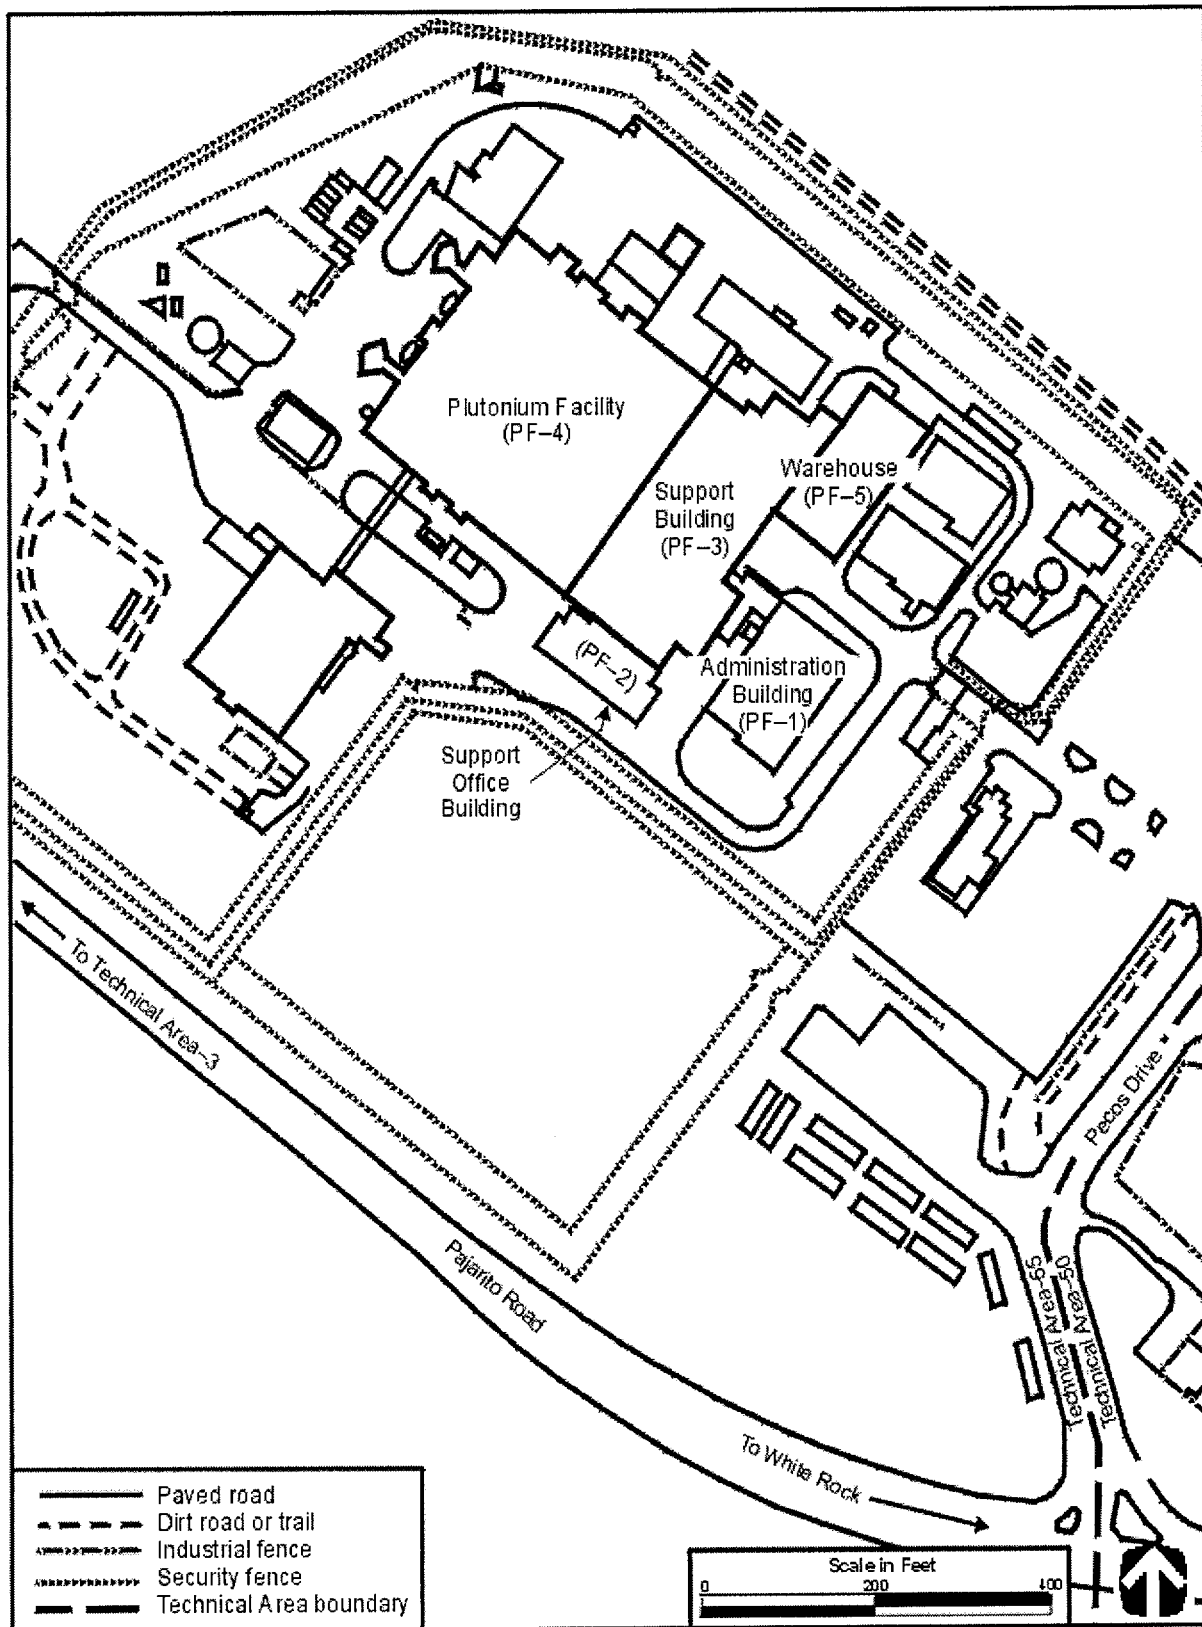 Plutonium Facility
(PF–4)
Warehouse
(PF–5)
Support
Building
(PF–3)
(PF–2)
Administration
Building
(PF–1)
Support
Office
Building
To Technical Area–3
Pecos Drive
Pajarito Road
Technical Area–55
Technical Area–50
To White Rock
Paved road
Dirt road or trail
Industrial fence
Security fence
Technical Area boundary
Scale in Feet
0 200 400